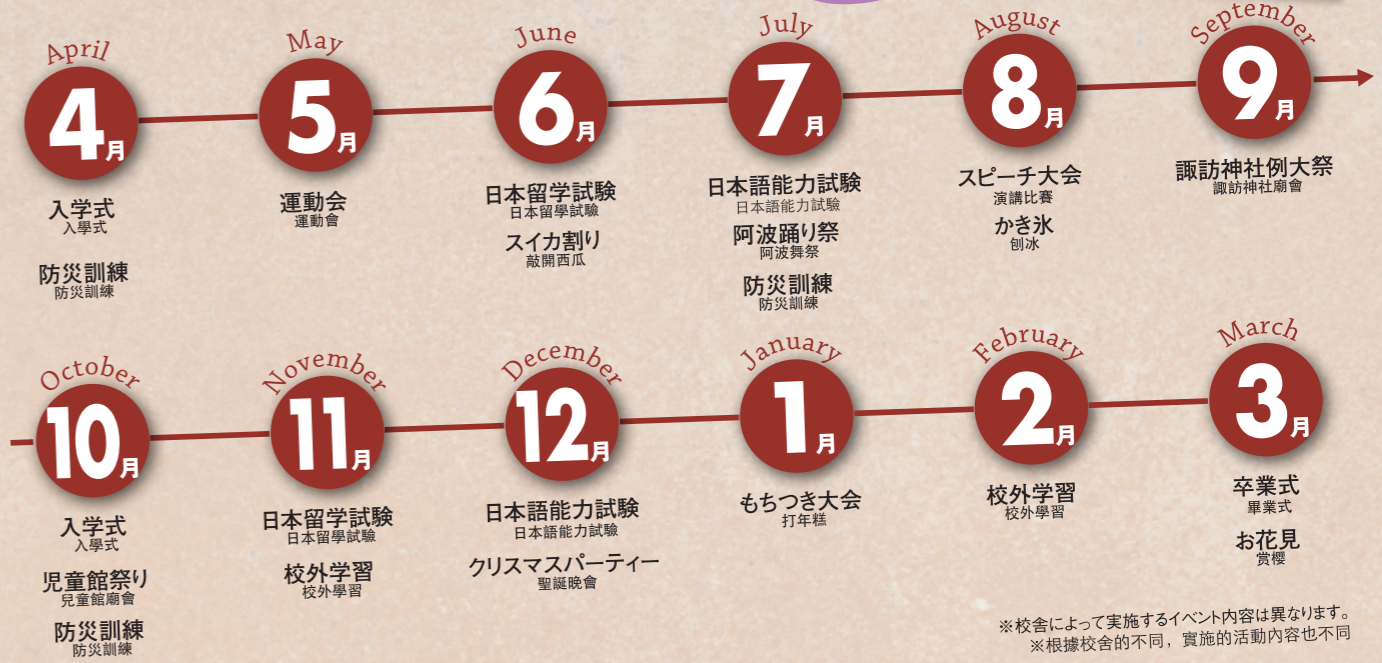 April
4月
入学式
入學式
防災訓練
防災訓練
May
5月
運動会
運動會
June
6月
日本留学試験
日本留學試驗
スイカ割り
敲開西瓜
July
7月
日本語能力試験
日本語能力試驗
阿波踊り祭
阿波舞祭
防災訓練
防災訓練
August
8月
スピーチ大会
演講比賽
かき氷
刨冰
September
9月
諏訪神社例大祭
諏訪神社廟會
October
10月
入学式
入學式
児童館祭り
兒童館廟會
防災訓練
防災訓練
November
11月
日本留学試験
日本留學試驗
校外学習
校外學習
December
12月
日本語能力試験
日本語能力試驗
クリスマスパーティー
聖誕晚會
January
1月
もちつき大会
打年糕
February
2月
校外学習
校外學習
March
3月
卒業式
畢業式
お花見
赏櫻
※校舎によって実施するイベント内容は異なります。
※根據校舍的不同，實施的活動內容也不同